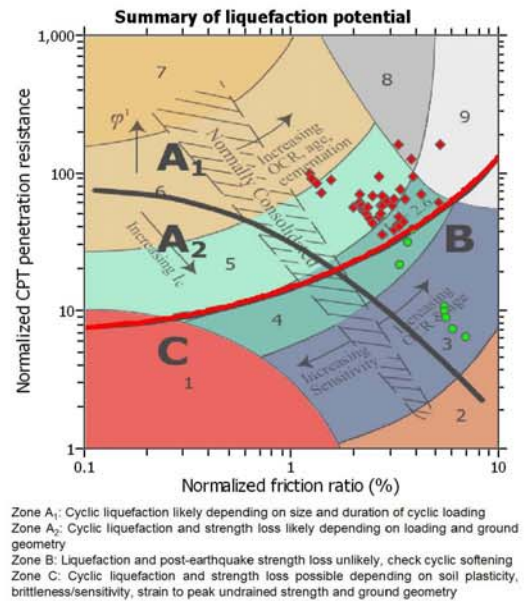 Summary of liquefaction potential
1,000
100
10
1
Normalized CPT penetration resistance
7
8
9
φ'
A1
Normally Consolidated
Increasing
OCR, age,
cementation
6
A2
Increasing Ic
5
2.6
B
4
Increasing
OCR & age
3
Increasing
Sensitivity
C
1
2
0.1
1
10
Normalized friction ratio (%)
Zone A1: Cyclic liquefaction likely depending on size and duration of cyclic loading
Zone A2: Cyclic liquefaction and strength loss likely depending on loading and ground
geometry
Zone B: Liquefaction and post-earthquake strength loss unlikely, check cyclic softening
Zone C: Cyclic liquefaction and strength loss possible depending on soil plasticity,
brittleness/sensitivity, strain to peak undrained strength and ground geometry